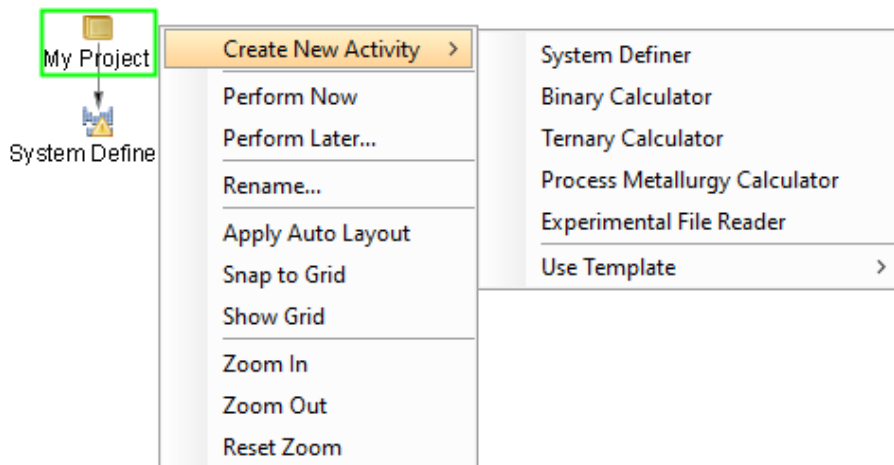 My Project
System Define
Create New Activity
Perform Now
Perform Later...
Rename...
Apply Auto Layout
Snap to Grid
Show Grid
Zoom In
Zoom Out
Reset Zoom
System Definer
Binary Calculator
Ternary Calculator
Process Metallurgy Calculator
Experimental File Reader
Use Template